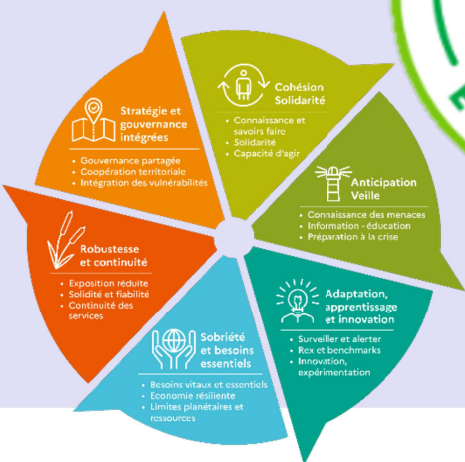 Stratégie et
gouvernance
intégrées
• Gouvernance partagée
• Coopération territoriale
• Intégration des vulnérabilités
Cohésion
Solidarité
• Connaissance et
savoirs faire
• Solidarité
• Capacité d'agir
Anticipation
Veille
• Connaissance des menaces
• Information - éducation
• Préparation à la crise
Adaptation,
apprentissage
et innovation
• Surveiller et alerter
• Rex et benchmarks
• Innovation,
expérimentation
Sobriété
et besoins
essentiels
• Besoins vitaux et essentiels
• Economie résiliente
• Limites planétaires et
ressources
Robustesse
et continuité
• Exposition réduite
• Solidité et fiabilité
• Continuité des
services